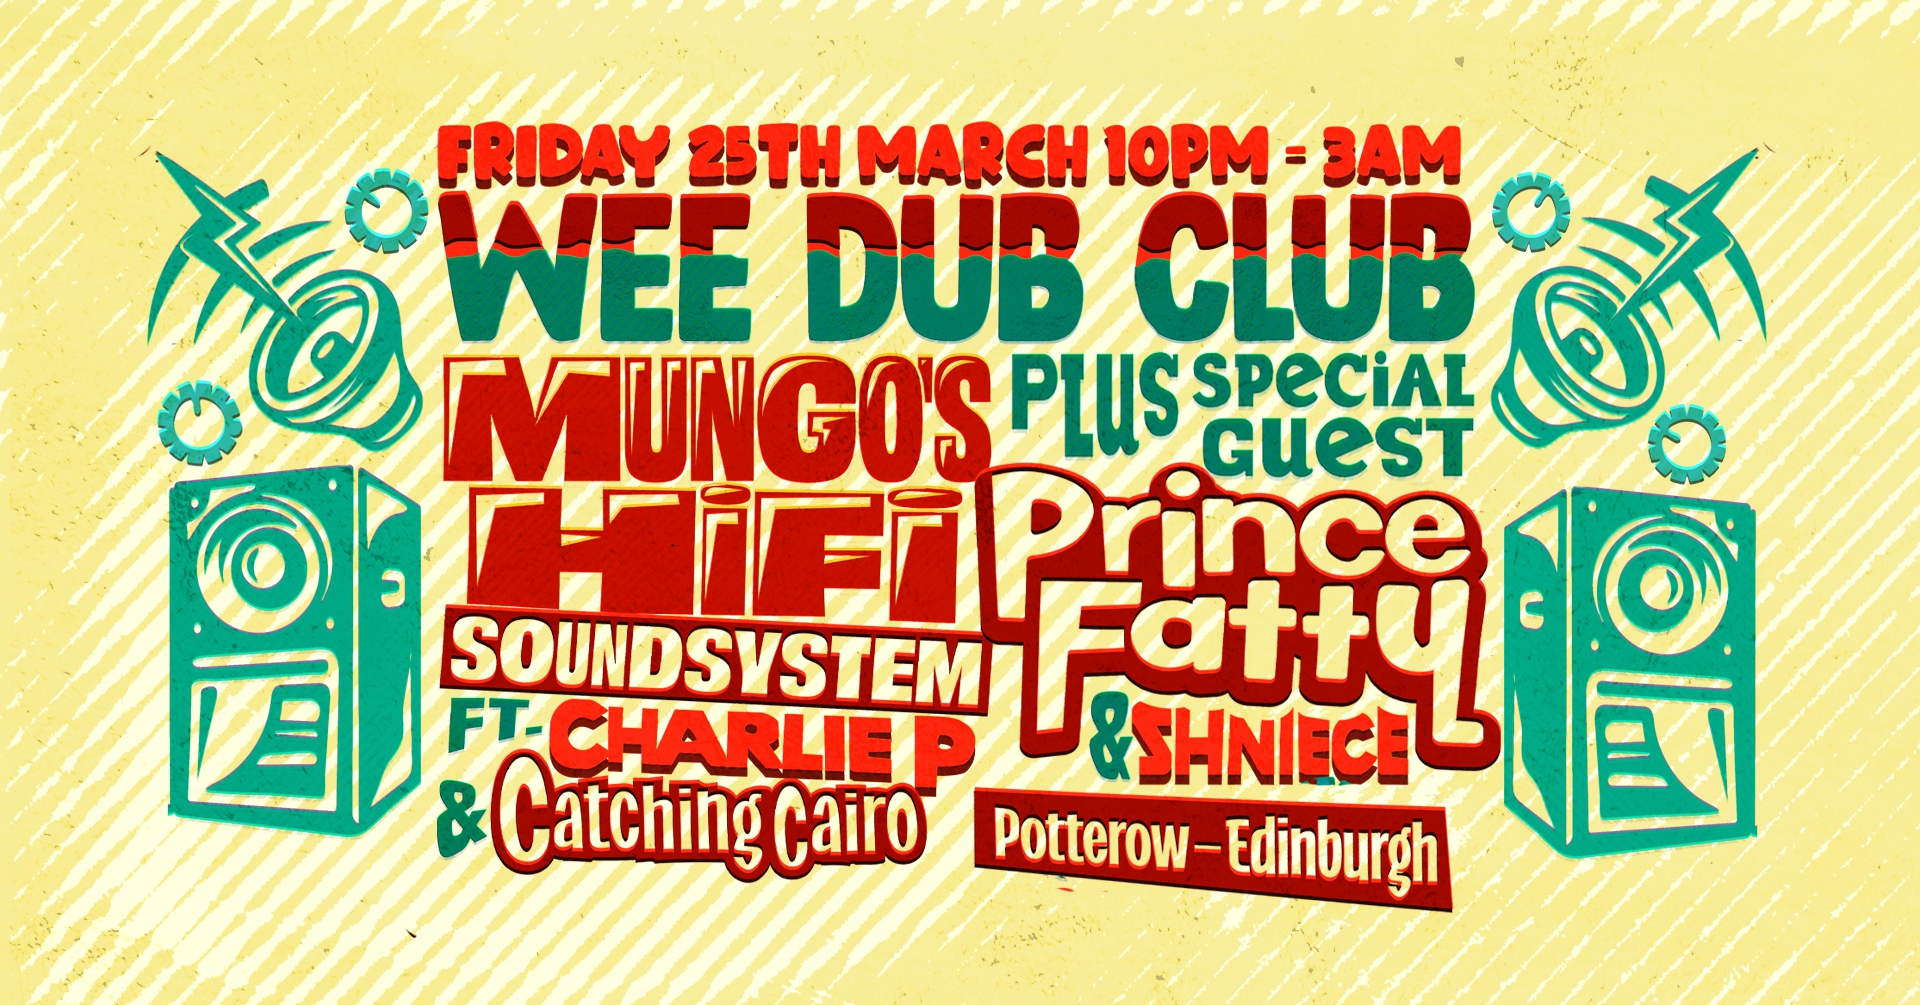 FRIDAY 25TH MARCH 10PM - 3AM
WEE DUB CLUB
MUNGO'S
HiFi
SOUNDSYSTEM
FT. CHARLIE P
& Catching Cairo
PLUS SPECiAL
GUeST
Prince
Fatty
& SHNIECE
Potterow – Edinburgh